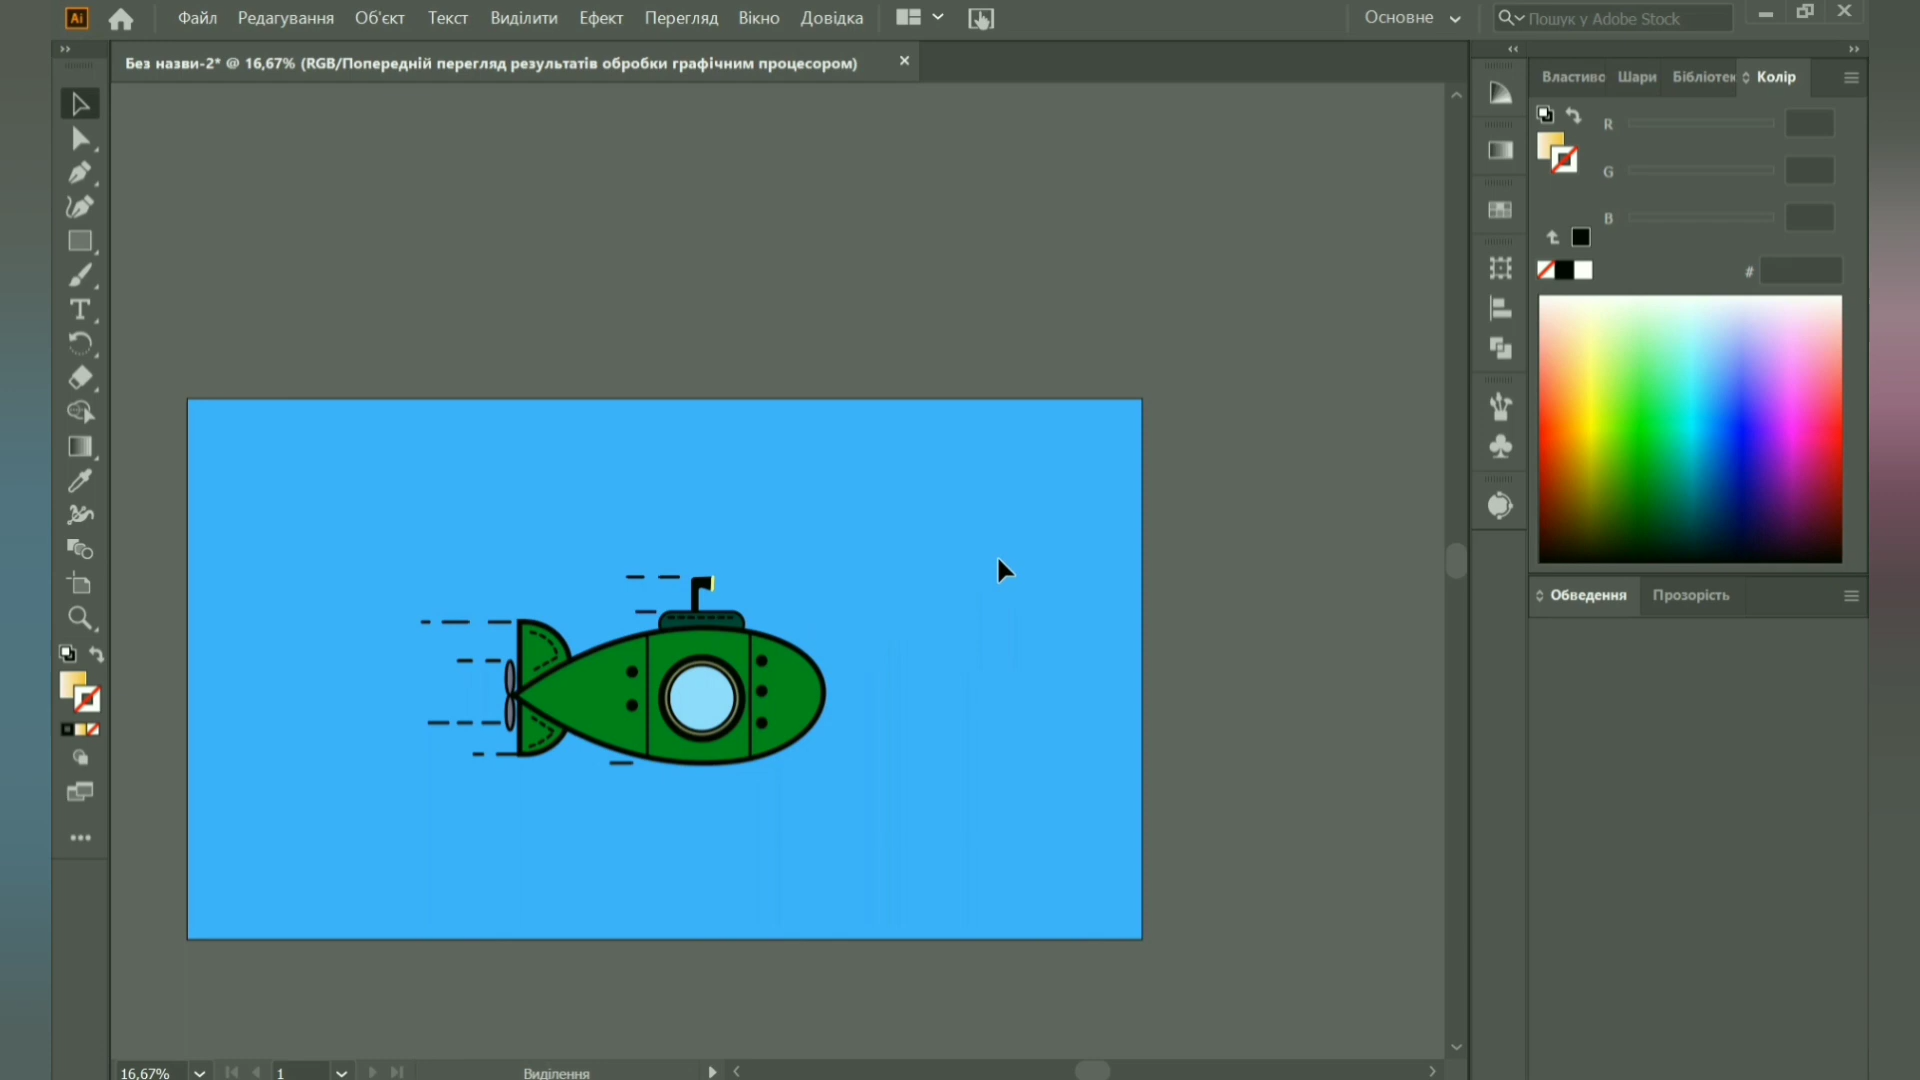 Ai Файл Редагування Об'єкт Текст Виділити Ефект Перегляд Вікно Довідка Основне Пошук у Adobe Stock
Без назви-2* @ 16,67% (RGB/Попередній перегляд результатів обробки графічним процесором)
Властиво Шари Бібліотек Колір
R
G
B
#
Обведення Прозорість
16,67% 1 Виділення